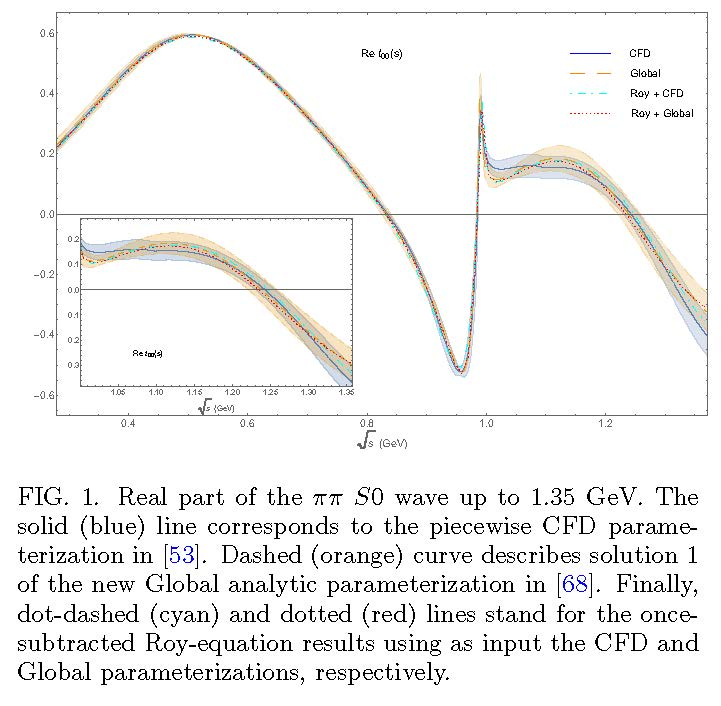 Re t₀₀(s)
CFD
Global
Roy + CFD
Roy + Global
0.6
0.4
0.2
0.0
−0.2
−0.4
−0.6
0.4 0.6 0.8 1.0 1.2
√s (GeV)
0.2
0.1
0.0
0.1
0.2
0.3
Re t₀₀(s)
1.05 1.10 1.15 1.20 1.25 1.30 1.35
√s (GeV)
FIG. 1. Real part of the ππ S0 wave up to 1.35 GeV. The
solid (blue) line corresponds to the piecewise CFD parame-
terization in [53]. Dashed (orange) curve describes solution 1
of the new Global analytic parameterization in [68]. Finally,
dot-dashed (cyan) and dotted (red) lines stand for the once-
subtracted Roy-equation results using as input the CFD and
Global parameterizations, respectively.